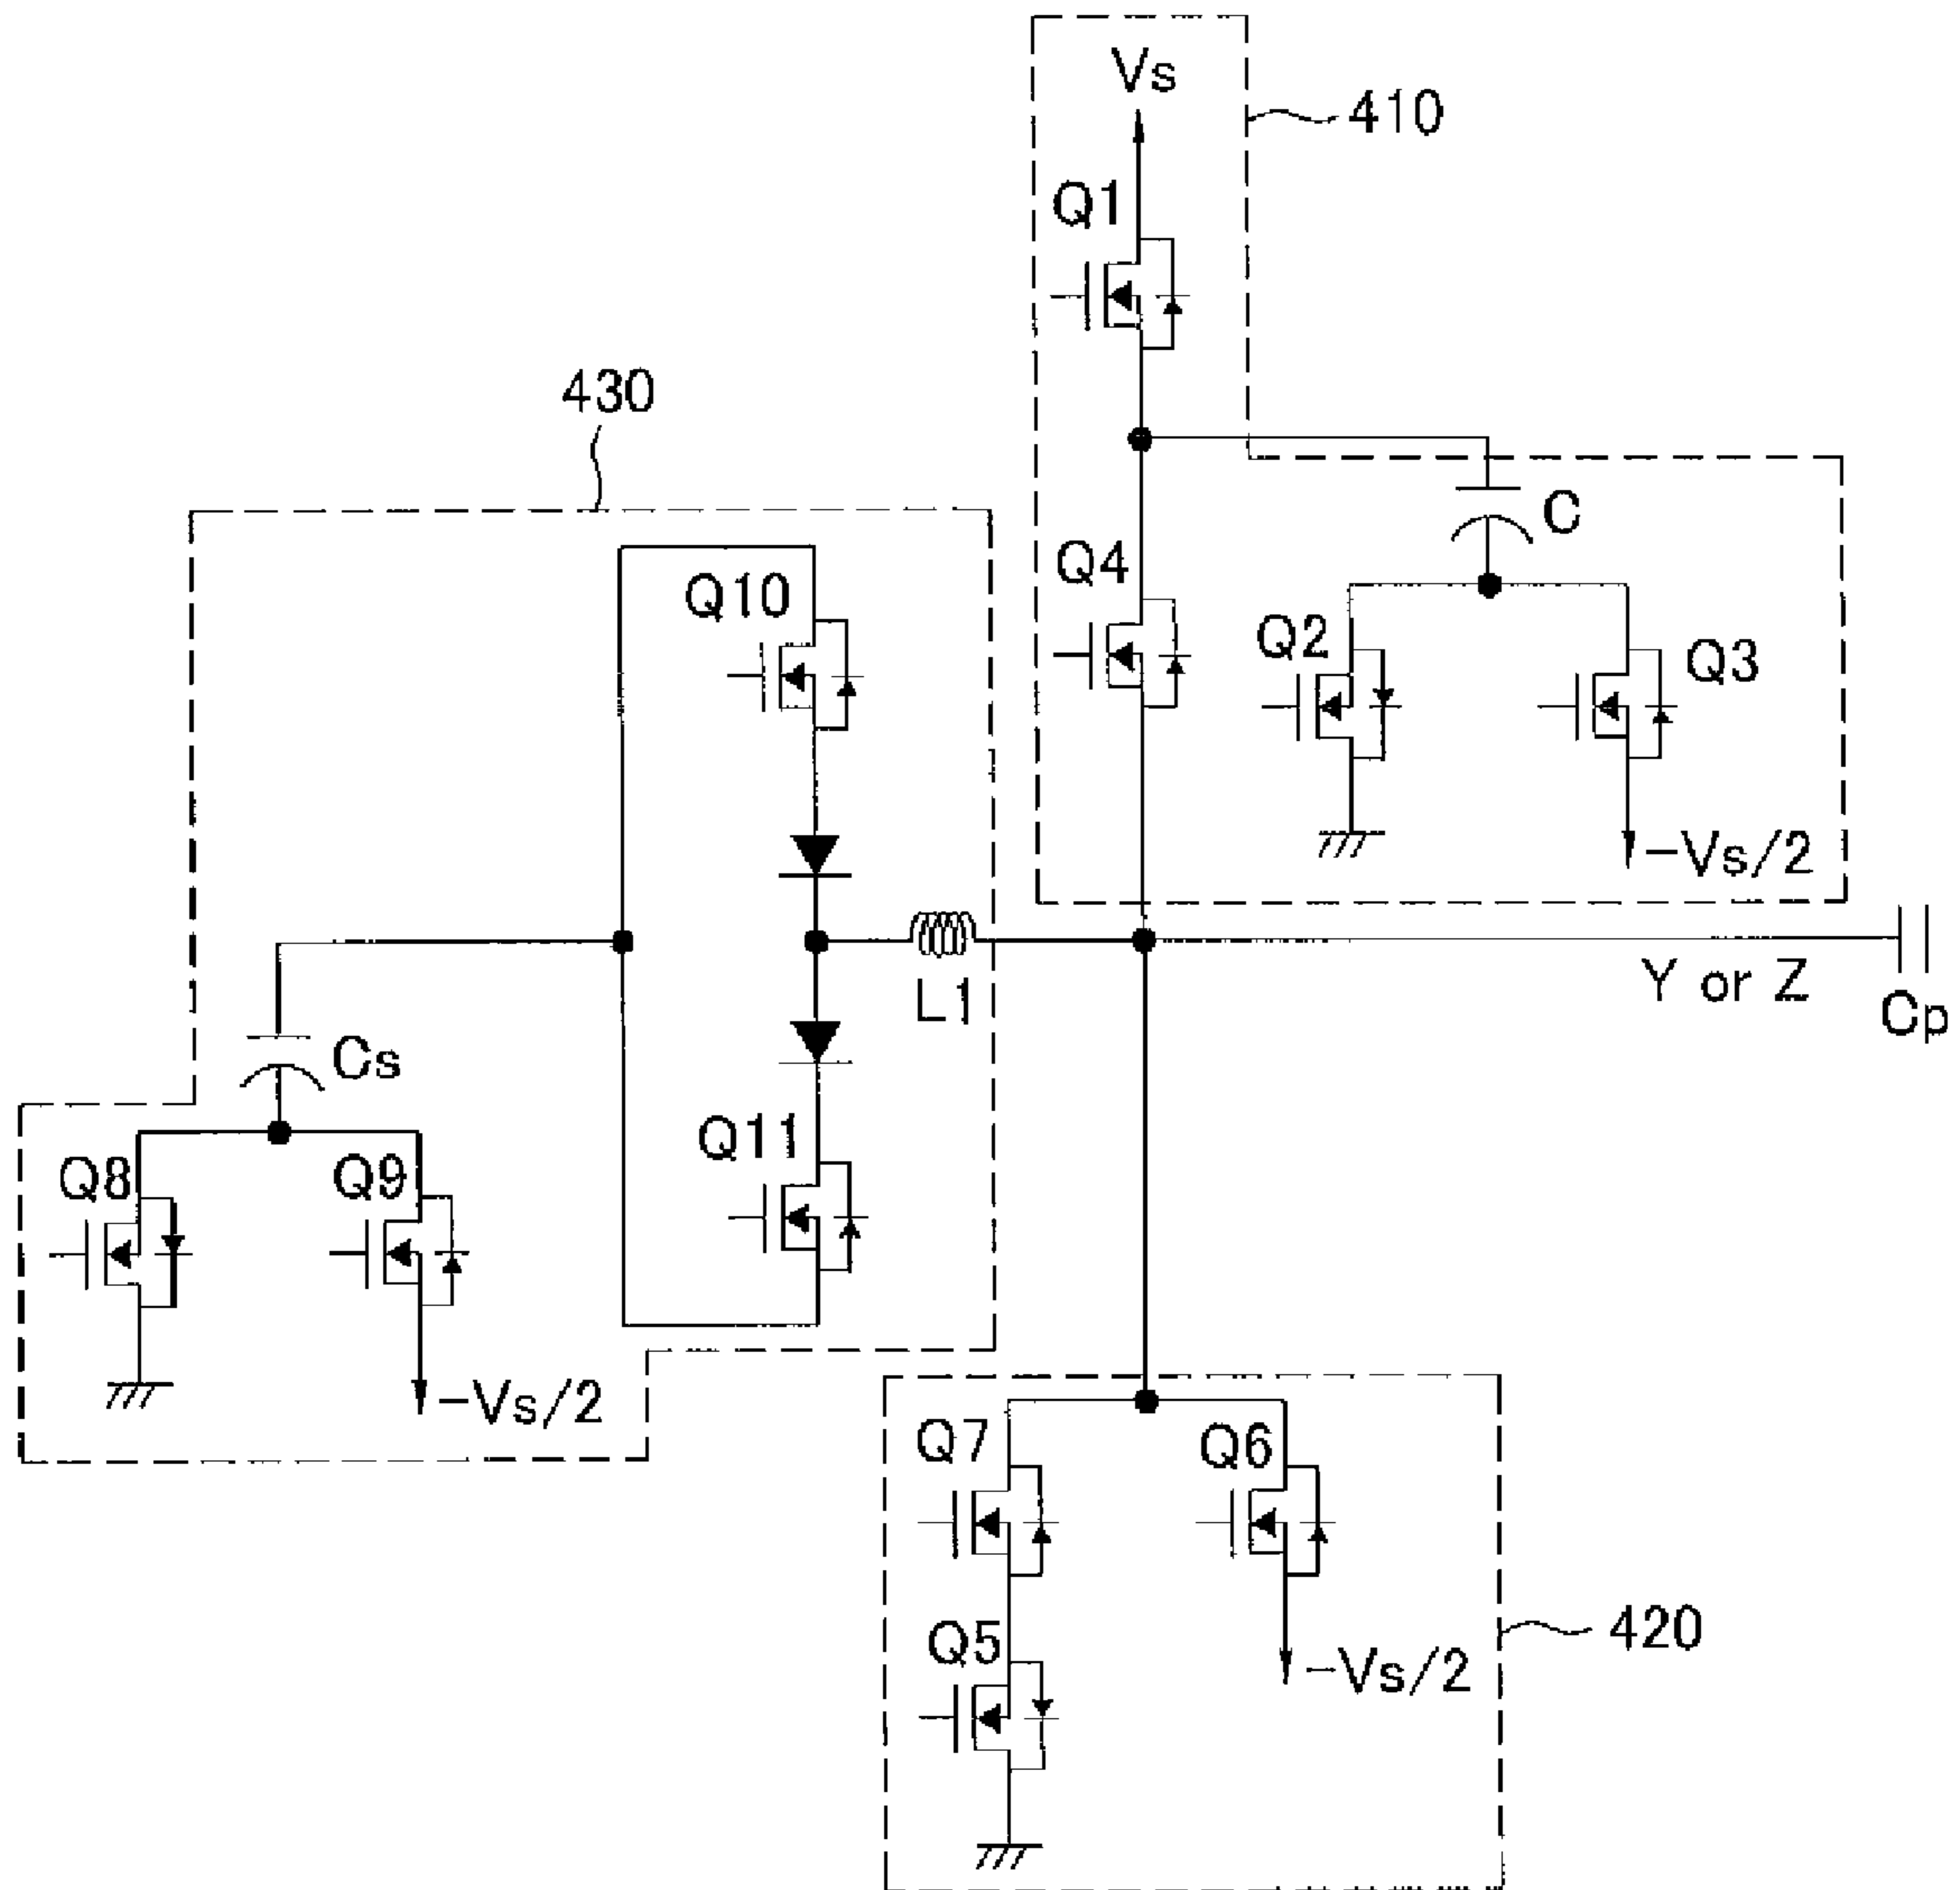 Vs
410
Q1
430
C
Q4
Q10
Q2
Q3
-Vs/2
Y or Z
L1
Cp
Cs
Q11
Q8
Q9
-Vs/2
Q7
Q6
Q5
420
-Vs/2